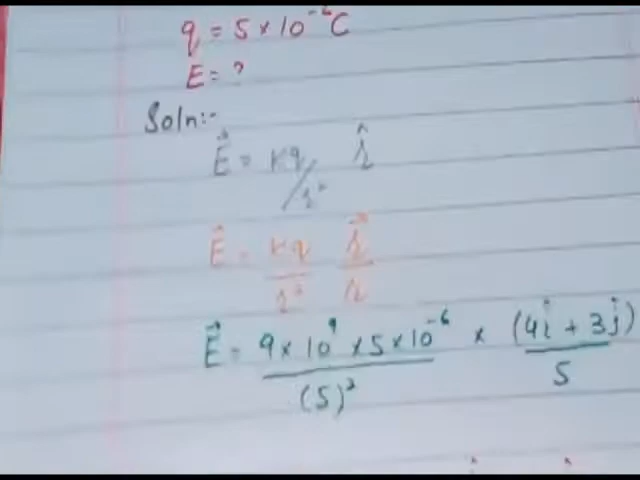 q = 5 × 10⁻⁶ C
E = ?
Soln:-
E⃗ = kq/r² r̂
E⃗ = kq/r² r⃗/r
E⃗ = 9 × 10⁹ × 5 × 10⁻⁶/(5)² × (4i + 3j)/5